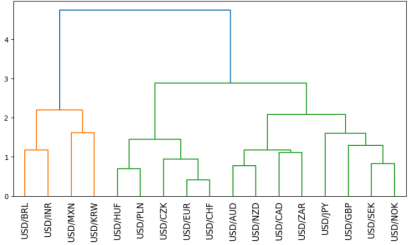 4
3
2
1
0
USD/BRL
USD/INR
USD/MXN
USD/KRW
USD/HUF
USD/PLN
USD/CZK
USD/EUR
USD/CHF
USD/AUD
USD/NZD
USD/CAD
USD/ZAR
USD/JPY
USD/GBP
USD/SEK
USD/NOK